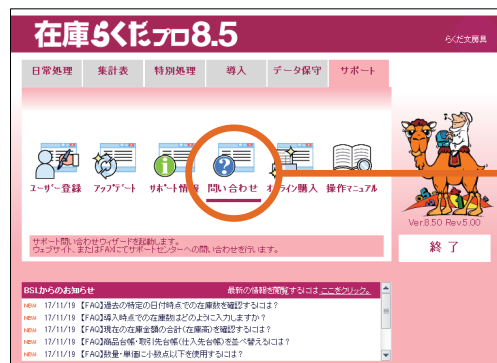 在庫らくだプロ8.5
らくだ文房具
日常処理 集計表 特別処理 導入 データ保守 サポート
ユーザー登録 アップデート サポート情報 問い合わせ オンライン購入 操作マニュアル
Ver.8.50 Rev5.00
サポート問い合わせウィザードを起動します。
ウェブサイト、またはFAXにてサポートセンターへの問い合わせを行います。
終 了
BSLからのお知らせ 最新の情報を閲覧するには ここをクリック。
NEW 17/11/19 【FAQ】過去の特定の日付時点での在庫数を確認するには?
NEW 17/11/19 【FAQ】導入時点での在庫数はどのように入力しますか?
NEW 17/11/19 【FAQ】現在の在庫金額の合計(在庫高)を確認するには?
NEW 17/11/19 【FAQ】商品台帳・取引先台帳(仕入先台帳)を並べ替えるには?
NEW 17/11/19 【FAQ】数量・単価に小数点以下を使用するには?